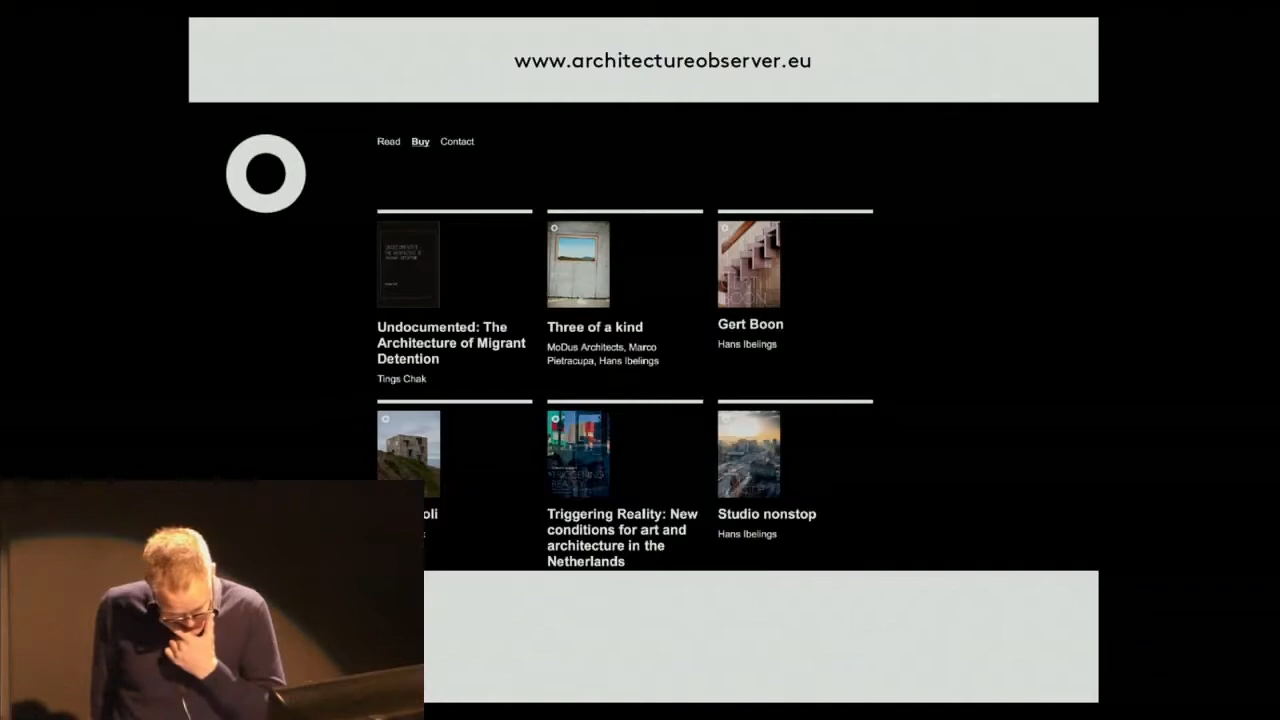 www.architectureobserver.eu
Read Buy Contact
Undocumented: The
Architecture of Migrant
Detention
Tings Chak
Three of a kind
MoDus Architects, Marco
Pietracupa, Hans Ibelings
Gert Boon
Hans Ibelings
oli
Triggering Reality: New
conditions for art and
architecture in the
Netherlands
Studio nonstop
Hans Ibelings